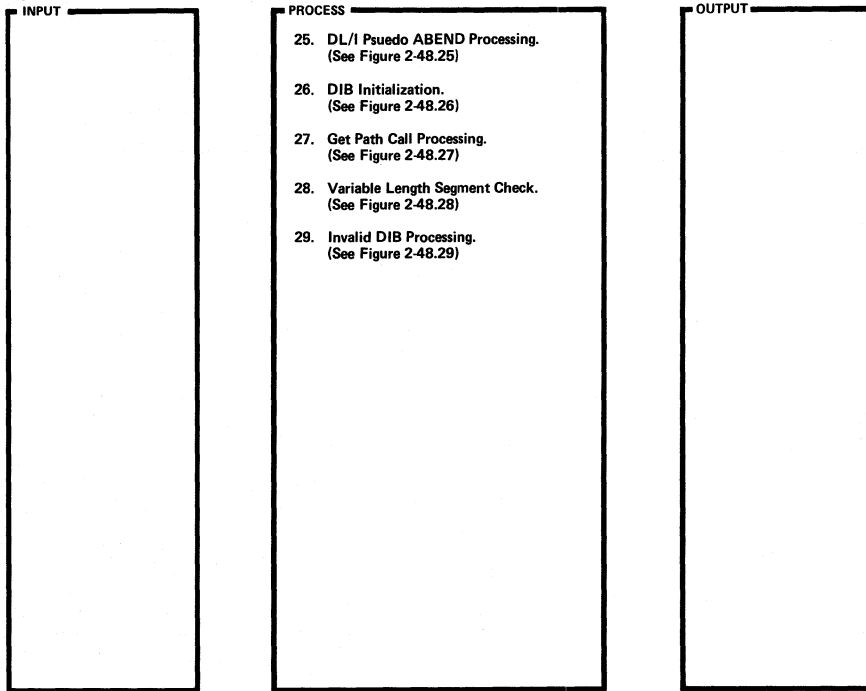 INPUT
PROCESS
25. DL/I Psuedo ABEND Processing.
(See Figure 2-48.25)
26. DIB Initialization.
(See Figure 2-48.26)
27. Get Path Call Processing.
(See Figure 2-48.27)
28. Variable Length Segment Check.
(See Figure 2-48.28)
29. Invalid DIB Processing.
(See Figure 2-48.29)
OUTPUT